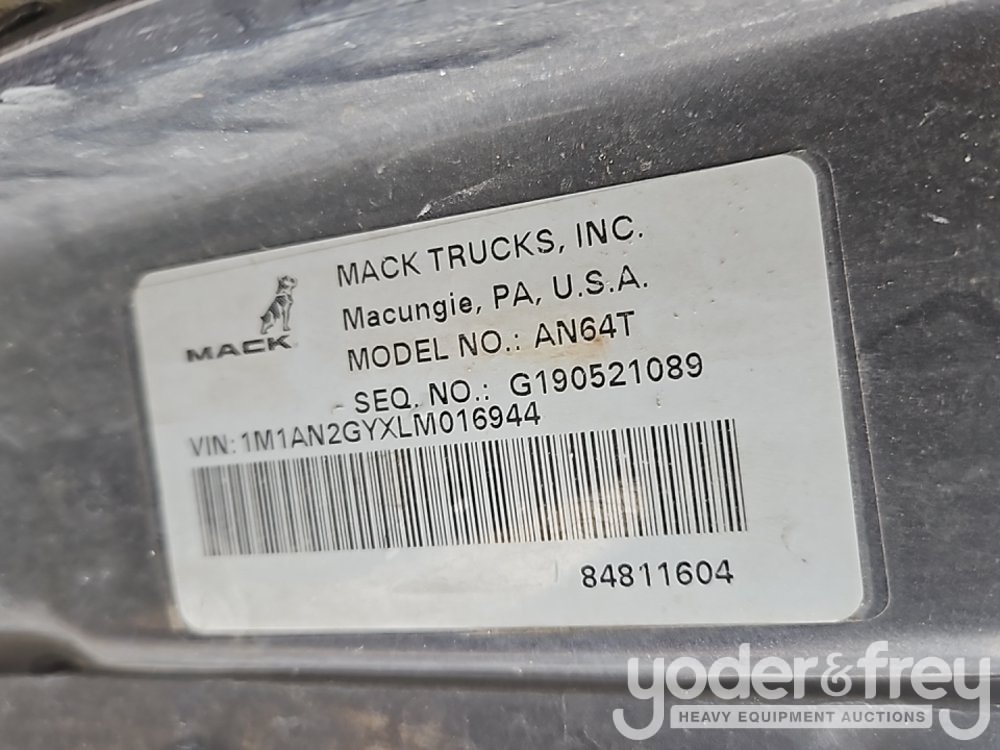 MACK
MACK TRUCKS, INC.
Macungie, PA, U.S.A.
MODEL NO.: AN64T
SEQ. NO.: G190521089
VIN: 1M1AN2GYXLM016944
84811604
yoder&frey
HEAVY EQUIPMENT AUCTIONS